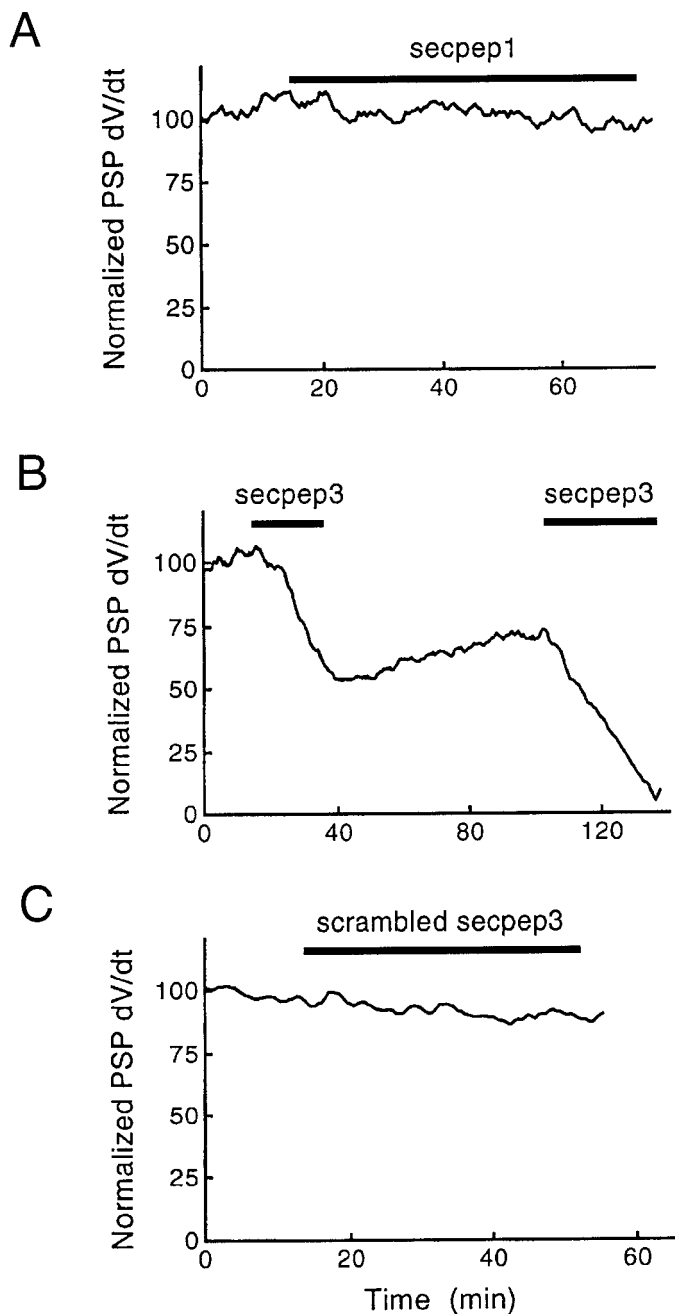 A
secpep1
Normalized PSP dV/dt
100
75
50
25
0
0 20 40 60
B
secpep3 secpep3
Normalized PSP dV/dt
100
75
50
25
0
0 40 80 120
C
scrambled secpep3
Normalized PSP dV/dt
100
75
50
25
0
0 20 40 60
Time (min)